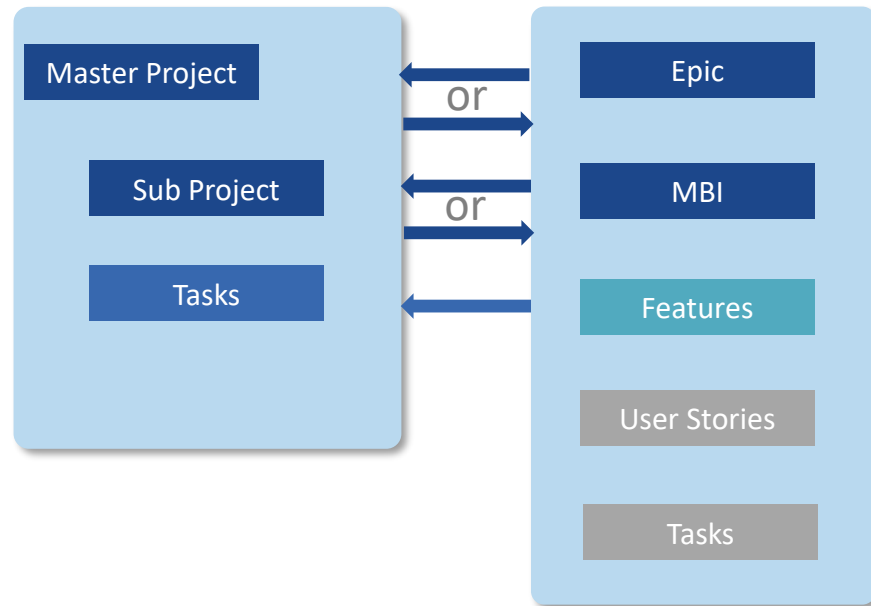 Master Project
Sub Project
Tasks
or
or
Epic
MBI
Features
User Stories
Tasks